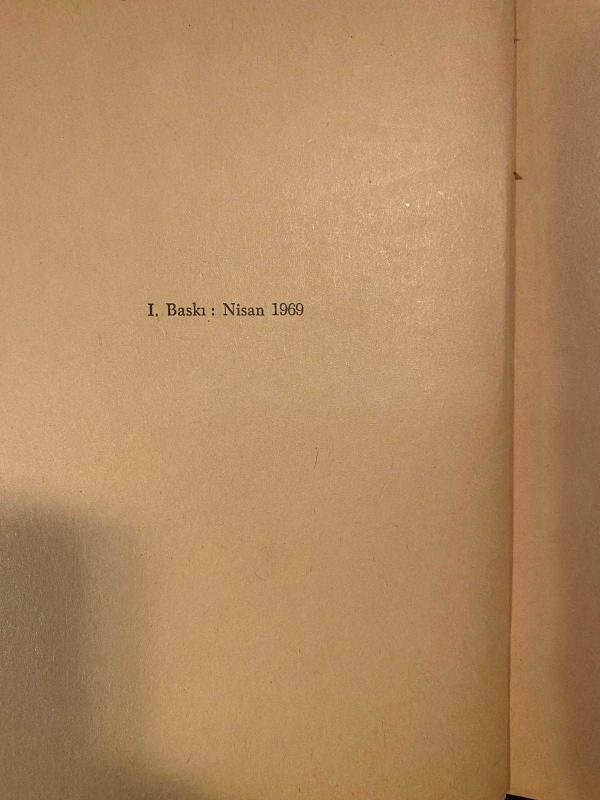 I. Baskı : Nisan 1969